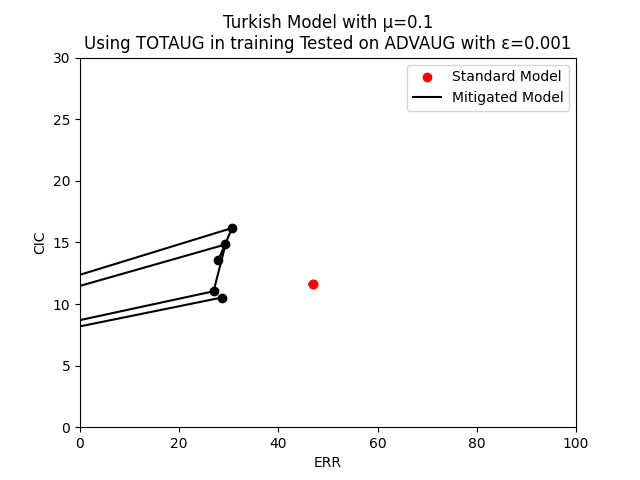 Turkish Model with μ=0.1
Using TOTAUG in training Tested on ADVAUG with ε=0.001
Standard Model
Mitigated Model
30
25
20
15
10
5
0
CIC
0 20 40 60 80 100
ERR